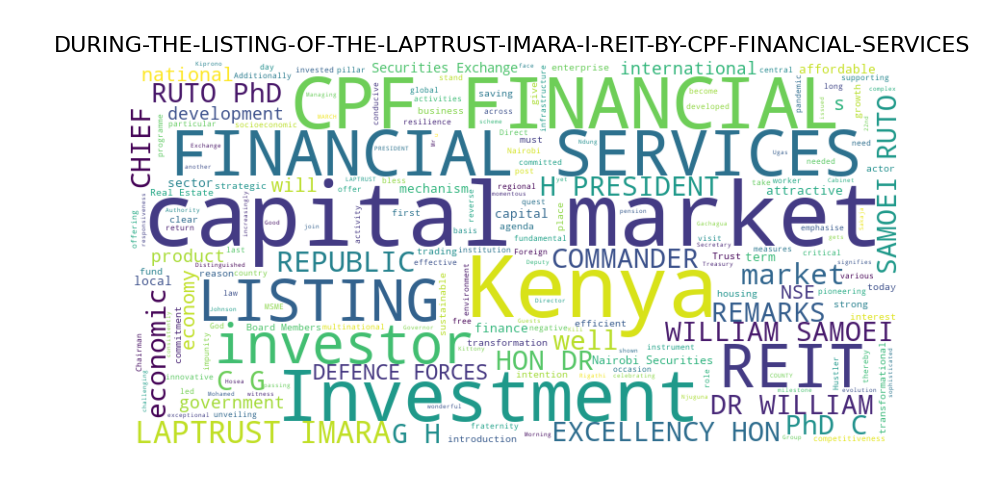 DURING-THE-LISTING-OF-THE-LAPTRUST-IMARA-I-REIT-BY-CPF-FINANCIAL-SERVICES
Kiprono
day
Securities Exchange
face
international
central
affordable
national
Additionally
invested
pillar
stand
enterprise
supporting
RUTO PhD
Managing
global
activities
CPF FINANCIAL
give
become
infrastructure
pandemic
long
s
growth
complex
development
conducive
saving
business
developed
issued
CHIEF
programme
particular
socioeconomic
resilience
across
scheme
Direct
must
Nairobi
Ndung
need
Exchange
PRESIDENT
Mr
FINANCIAL SERVICES
another
LAPTRUST
committed
post
Ugas
needed
Cabinet
actor
SAMOEI RUTO
sector
strategic
will
bless
offer
mechanism
regional
momentous
yet
H PRESIDENT
take
worker
attractive
Real Estate
Authority
clear
return
increasingly
Good
join
first
capital
quest
agenda
place
capital market
offering
responsiveness
product
last
reason
country
activity
basis
reverse
trading
institution
fundamental
Foreign
Gachagua
Deputy
pension
visit
Secretary
Treasury
measures
emphasise
critical
signifies
Distinguished
REPUBLIC
effective
COMMANDER
Trust
term
various
fund
local
law
MSME
Johnson
economy
LISTING
sustainable
environment
Kenya
Director
housing
market
NSE
pioneering
today
strong
REMARKS
economic
commitment
Chairman
God
impunity
Board Members
multinational
Governor
free
finance
Guests
negative
efficient
transformation
interest
WILLIAM SAMOEI
investor
well
instrument
shown
intention
occasion
Nairobi Securities
innovative
challenging
led
C G
Hosea
passing
Kittony
DEFENCE FORCES
HON DR
REIT
role
Njuguna
COUNTY
milestone
Hustler
evolution
thereby
transformational
sophisticated
government
Mohamed
witness
exceptional
unveiling
Investment
celebrating
wonderful
DR WILLIAM
LAPTRUST IMARA
G H
fraternity
introduction
Morning
EXCELLENCY HON
Group
PhD C
competitiveness